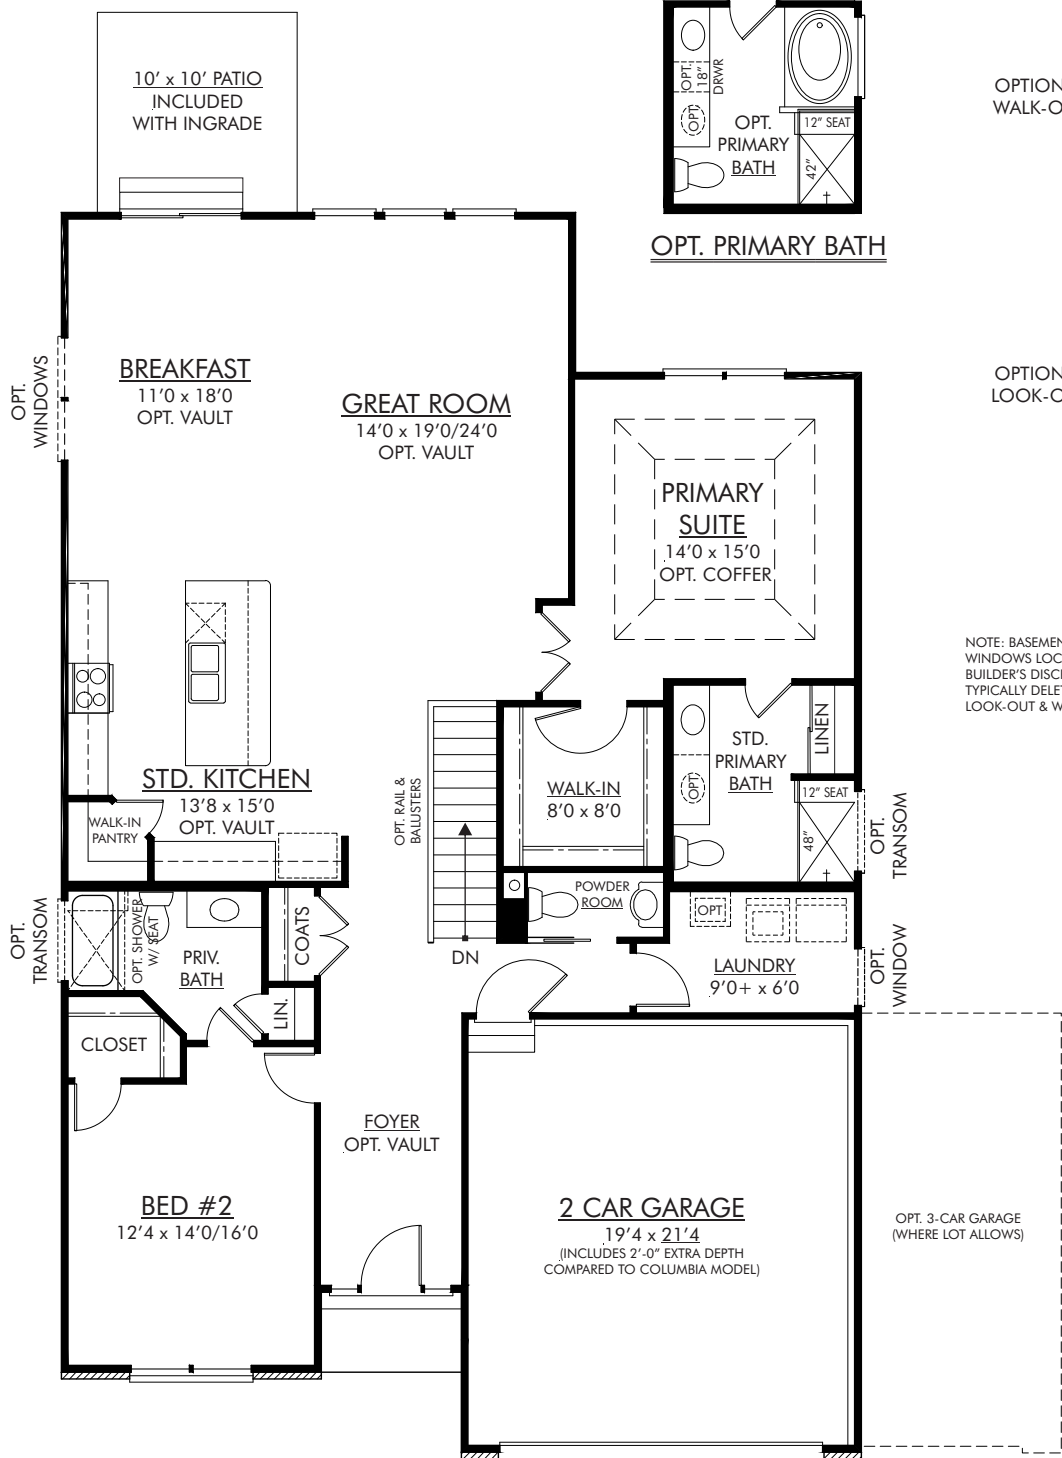 10' x 10' PATIO
INCLUDED
WITH INGRADE
OPT.
18"
DRWR
OPT
OPT.
PRIMARY
BATH
12" SEAT
42"
OPT. PRIMARY BATH
OPTION
WALK-O
OPT.
WINDOWS
BREAKFAST
11'0 x 18'0
OPT. VAULT
GREAT ROOM
14'0 x 19'0/24'0
OPT. VAULT
PRIMARY
SUITE
14'0 x 15'0
OPT. COFFER
OPTION
LOOK-O
NOTE: BASEMEN
WINDOWS LOC
BUILDER'S DISC
TYPICALLY DELE
LOOK-OUT & W
STD. KITCHEN
13'8 x 15'0
OPT. VAULT
WALK-IN
PANTRY
OPT. RAIL &
BALUSTERS
DN
WALK-IN
8'0 x 8'0
STD.
PRIMARY
BATH
OPT
LINEN
12" SEAT
48"
OPT.
TRANSOM
OPT.
TRANSOM
OPT. SHOWER
W/ SEAT
PRIV.
BATH
COATS
LIN.
CLOSET
POWDER
ROOM
OPT
LAUNDRY
9'0+ x 6'0
OPT.
WINDOW
FOYER
OPT. VAULT
BED #2
12'4 x 14'0/16'0
2 CAR GARAGE
19'4 x 21'4
(INCLUDES 2'-0" EXTRA DEPTH
COMPARED TO COLUMBIA MODEL)
OPT. 3-CAR GARAGE
(WHERE LOT ALLOWS)